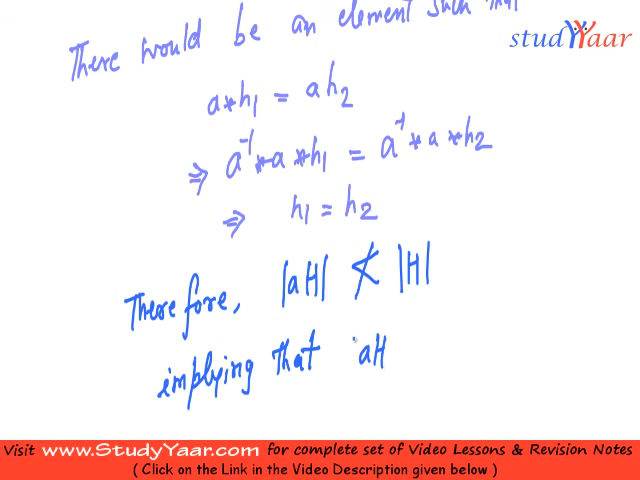 There would be an element such that
studYYaar
a*h1 = ah2
⇒ a⁻¹*a*h1 = a⁻¹*a*h2
⇒ h1 = h2
Therefore, |aH| ≮ |H|
implying that aH
Visit www.StudyYaar.com for complete set of Video Lessons & Revision Notes
( Click on the Link in the Video Description given below )